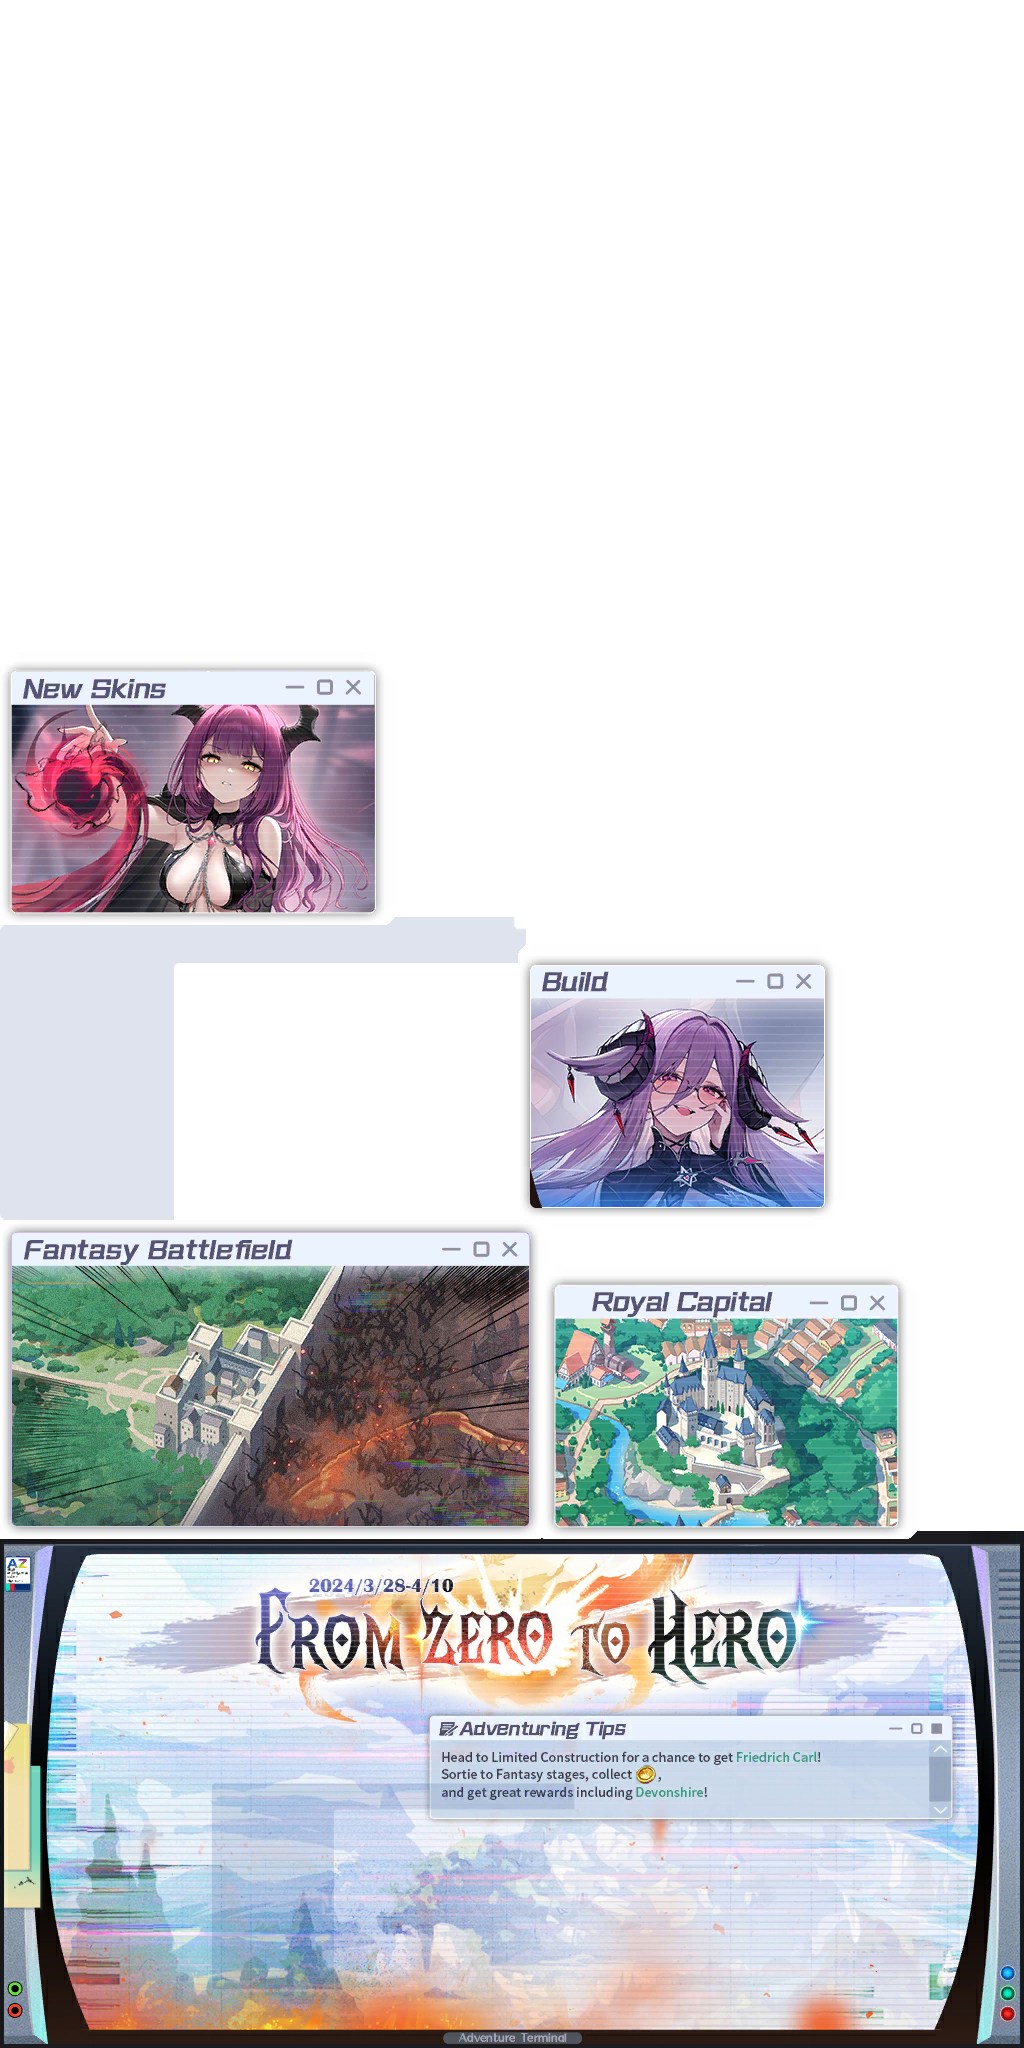 New Skins
Build
Fantasy Battlefield
Royal Capital
AZ
2024/3/28-4/10
FROM ZERO TO HERO
Adventuring Tips
Head to Limited Construction for a chance to get Friedrich Carl!
Sortie to Fantasy stages, collect ,
and get great rewards including Devonshire!
Adventure Terminal